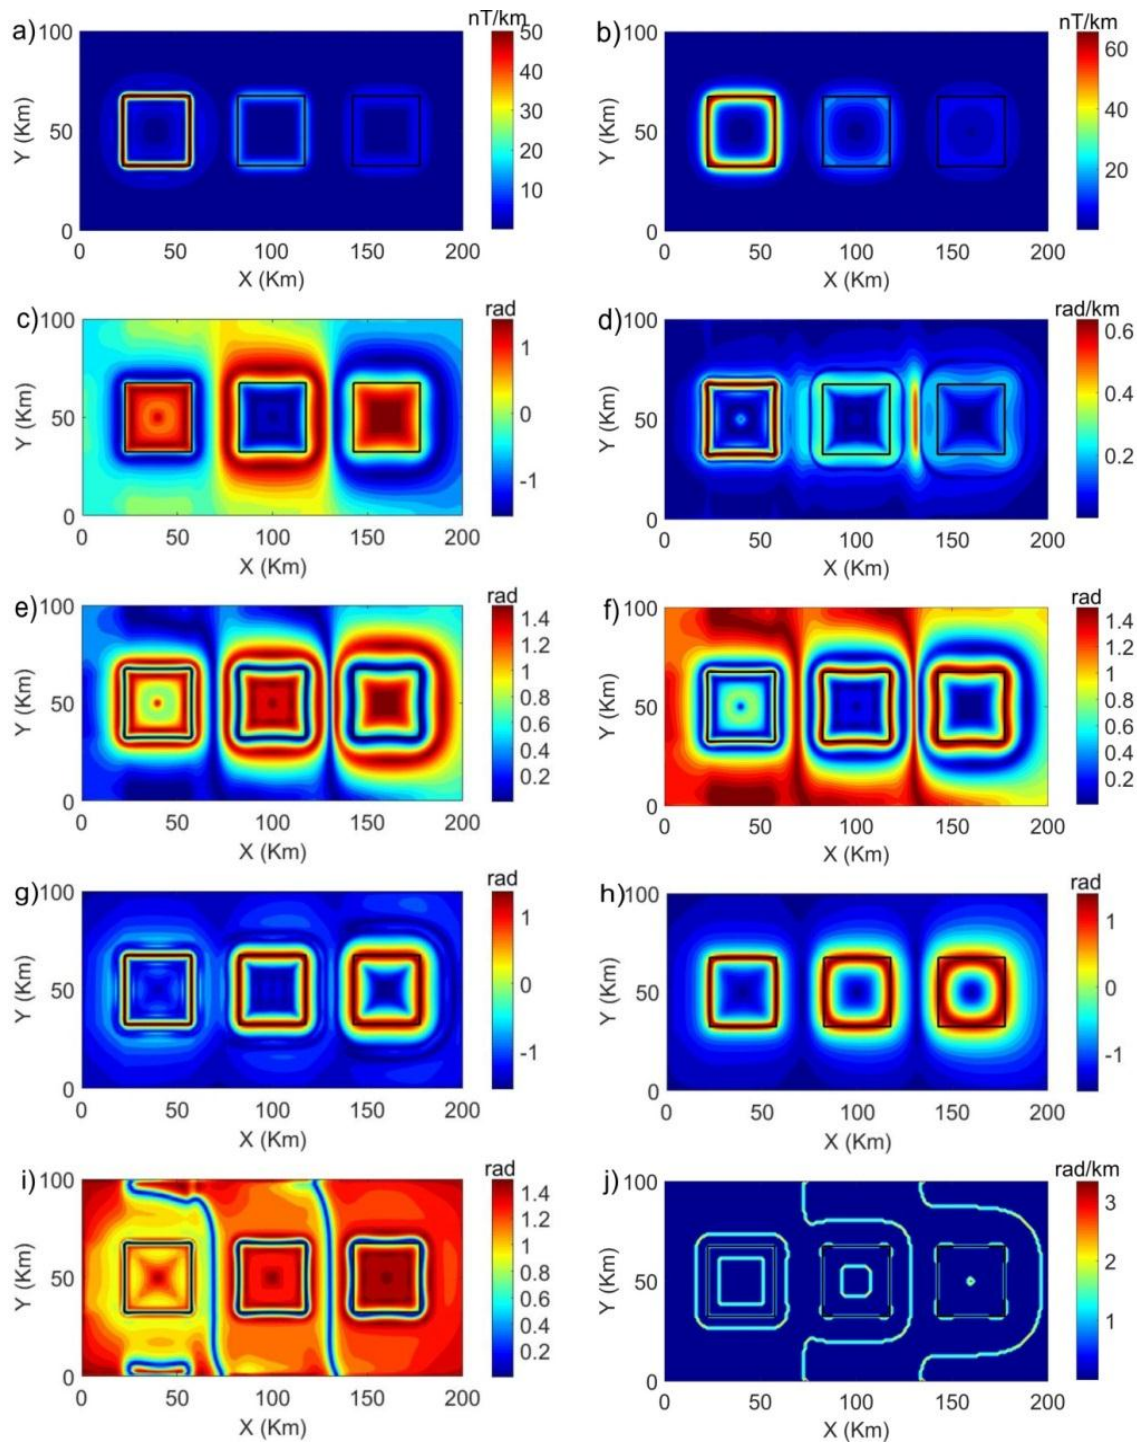 a) 100 50 0 Y (Km) 0 50 100 150 200 X (Km) nT/km 50 40 30 20 10
b) 100 50 0 Y (Km) 0 50 100 150 200 X (Km) nT/km 60 40 20
c) 100 50 0 Y (Km) 0 50 100 150 200 X (Km) rad 1 0 -1
d) 100 50 0 Y (Km) 0 50 100 150 200 X (Km) rad/km 0.6 0.4 0.2
e) 100 50 0 Y (Km) 0 50 100 150 200 X (Km) rad 1.4 1.2 1 0.8 0.6 0.4 0.2
f) 100 50 0 Y (Km) 0 50 100 150 200 X (Km) rad 1.4 1.2 1 0.8 0.6 0.4 0.2
g) 100 50 0 Y (Km) 0 50 100 150 200 X (Km) rad 1 0 -1
h) 100 50 0 Y (Km) 0 50 100 150 200 X (Km) rad 1 0 -1
i) 100 50 0 Y (Km) 0 50 100 150 200 X (Km) rad 1.4 1.2 1 0.8 0.6 0.4 0.2
j) 100 50 0 Y (Km) 0 50 100 150 200 X (Km) rad/km 3 2 1